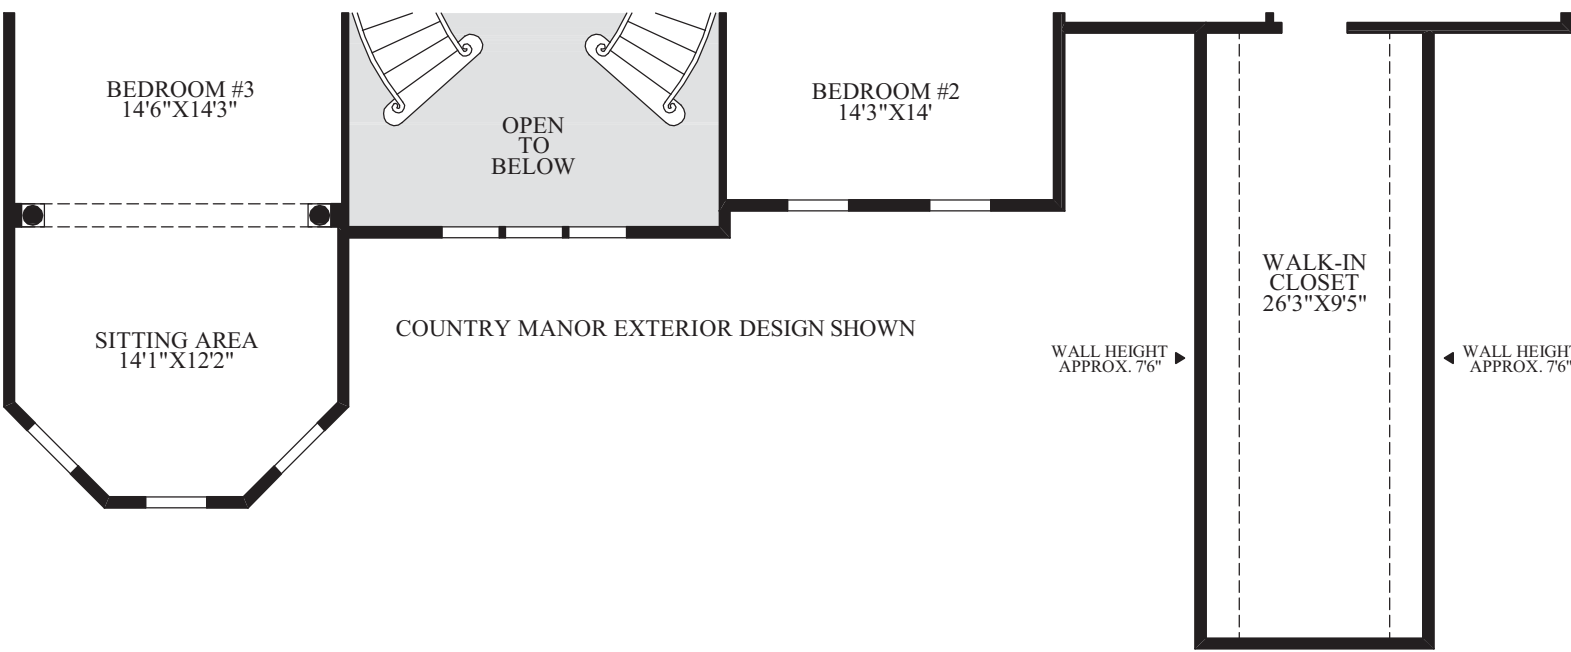 BEDROOM #3
14'6"X14'3"
OPEN
TO
BELOW
BEDROOM #2
14'3"X14'
SITTING AREA
14'1"X12'2"
COUNTRY MANOR EXTERIOR DESIGN SHOWN
WALK-IN
CLOSET
26'3"X9'5"
WALL HEIGHT
APPROX. 7'6"
WALL HEIGHT
APPROX. 7'6"